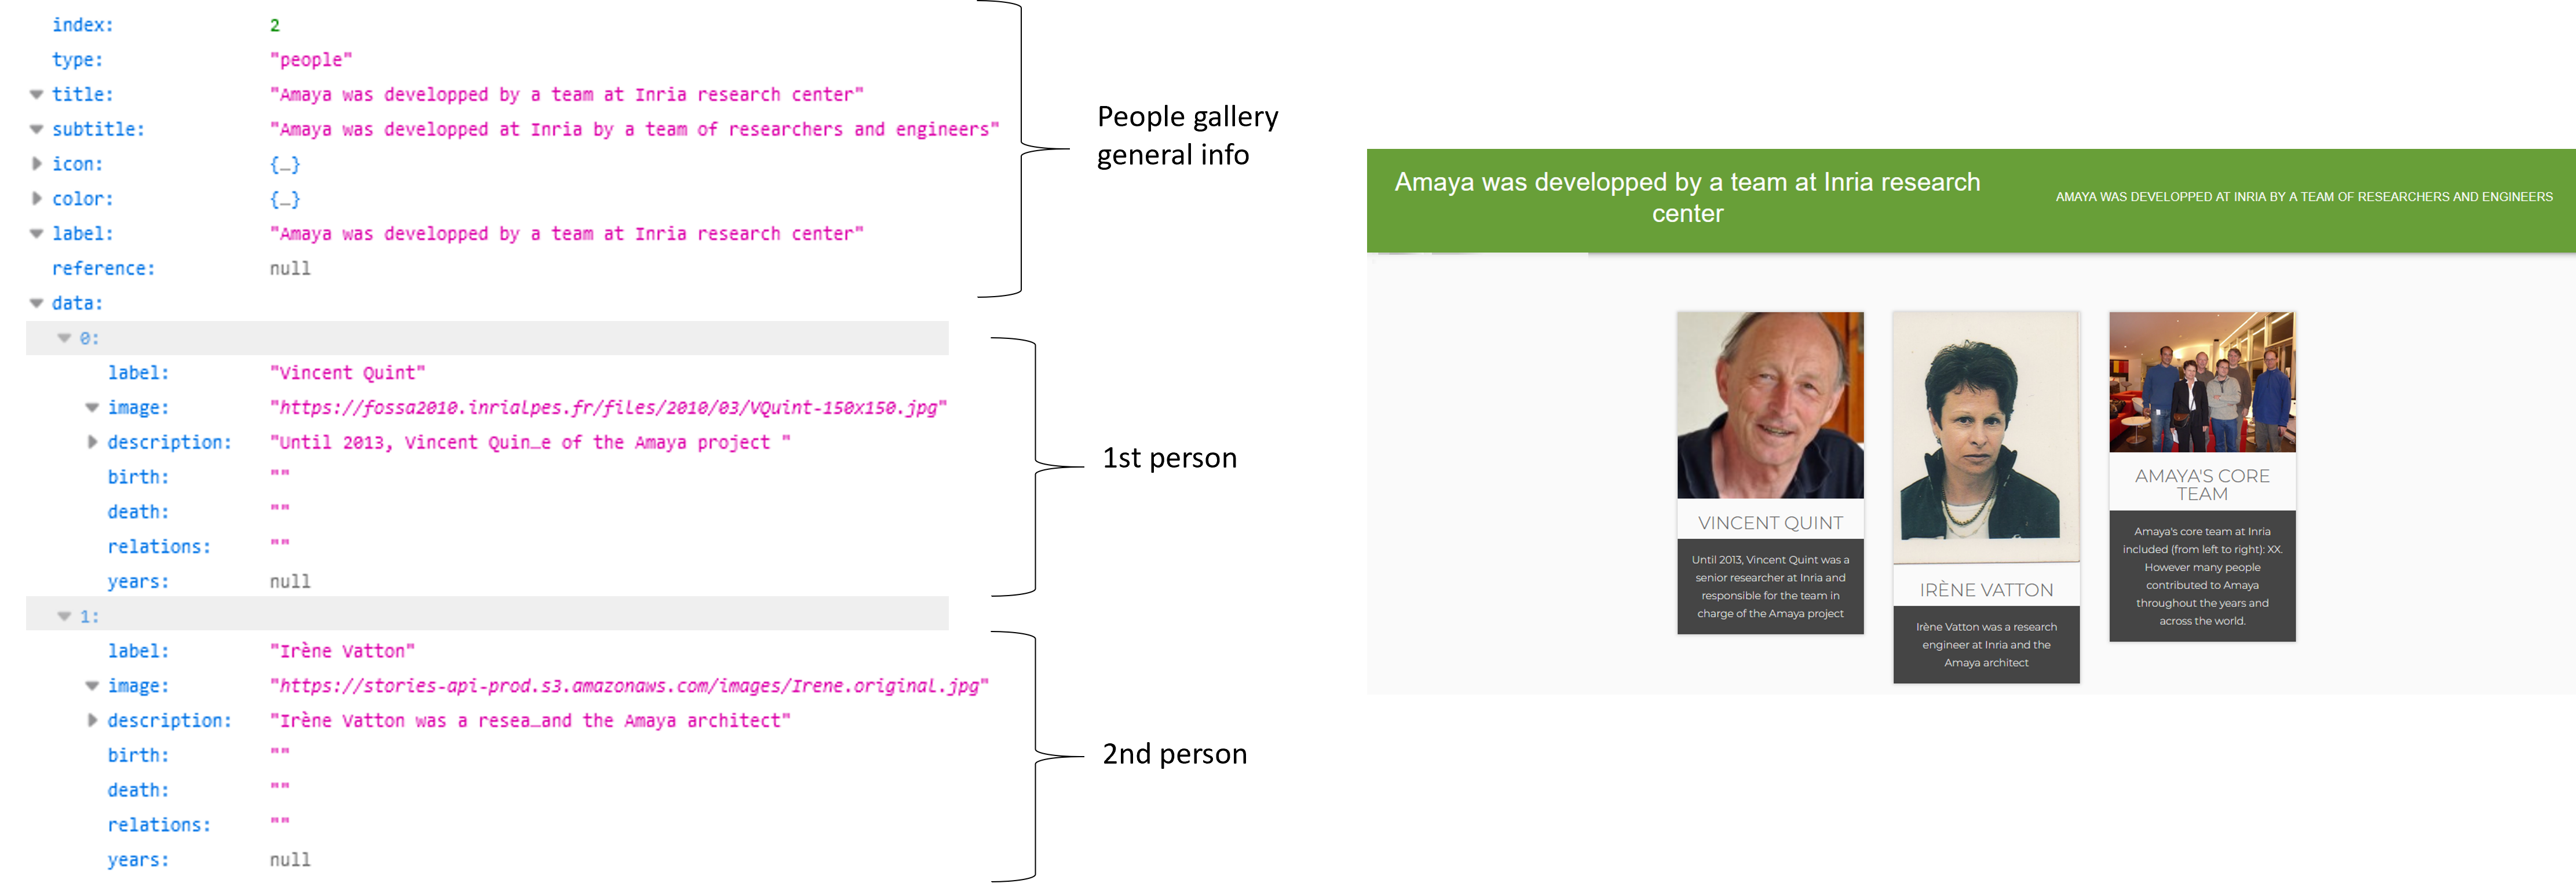 index: 2
type: "people"
title: "Amaya was developped by a team at Inria research center"
subtitle: "Amaya was developped at Inria by a team of researchers and engineers"
icon: {…}
color: {…}
label: "Amaya was developped by a team at Inria research center"
reference: null
data:
0:
label: "Vincent Quint"
image: "https://fossa2010.inrialpes.fr/files/2010/03/VQuint-150x150.jpg"
description: "Until 2013, Vincent Quin…e of the Amaya project "
birth: ""
death: ""
relations: ""
years: null
1:
label: "Irène Vatton"
image: "https://stories-api-prod.s3.amazonaws.com/images/Irene.original.jpg"
description: "Irène Vatton was a resea…and the Amaya architect"
birth: ""
death: ""
relations: ""
years: null
People gallery
general info
1st person
2nd person
Amaya was developped by a team at Inria research
center
AMAYA WAS DEVELOPPED AT INRIA BY A TEAM OF RESEARCHERS AND ENGINEERS
VINCENT QUINT
Until 2013, Vincent Quint was a
senior researcher at Inria and
responsible for the team in
charge of the Amaya project
IRÈNE VATTON
Irène Vatton was a research
engineer at Inria and the
Amaya architect
AMAYA'S CORE
TEAM
Amaya's core team at Inria
included (from left to right): XX.
However many people
contributed to Amaya
throughout the years and
across the world.